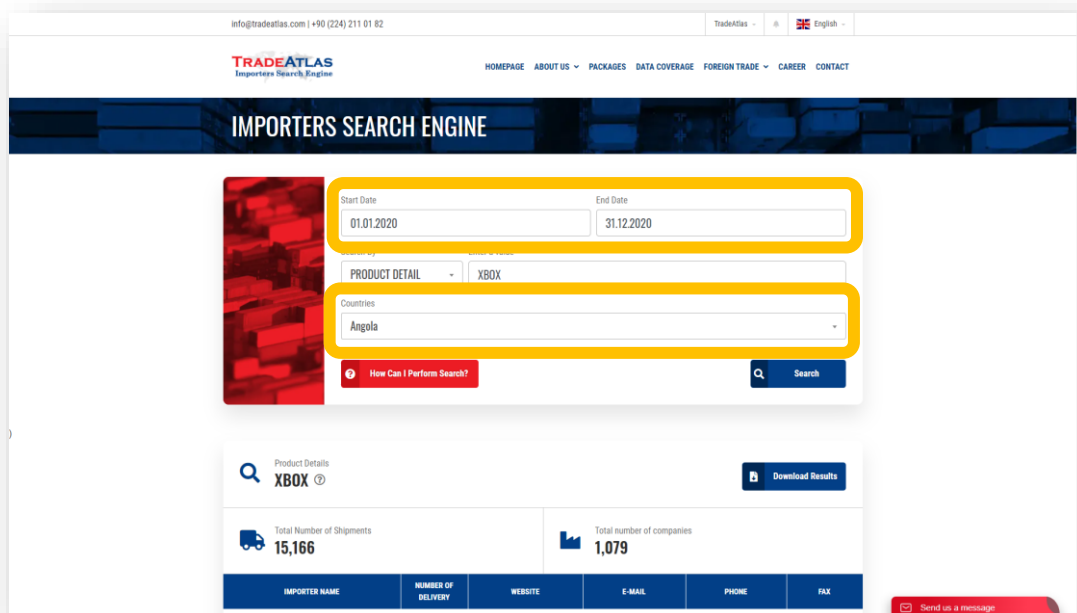 info@tradeatlas.com | +90 (224) 211 01 82
TradeAtlas
English
TRADEATLAS
Importers Search Engine
HOMEPAGE ABOUT US PACKAGES DATA COVERAGE FOREIGN TRADE CAREER CONTACT
IMPORTERS SEARCH ENGINE
Start Date
End Date
01.01.2020
31.12.2020
PRODUCT DETAIL
XBOX
Countries
Angola
How Can I Perform Search?
Search
)
Product Details
XBOX
Download Results
Total Number of Shipments
15,166
Total number of companies
1,079
IMPORTER NAME
NUMBER OF
DELIVERY
WEBSITE
E-MAIL
PHONE
FAX
Send us a message